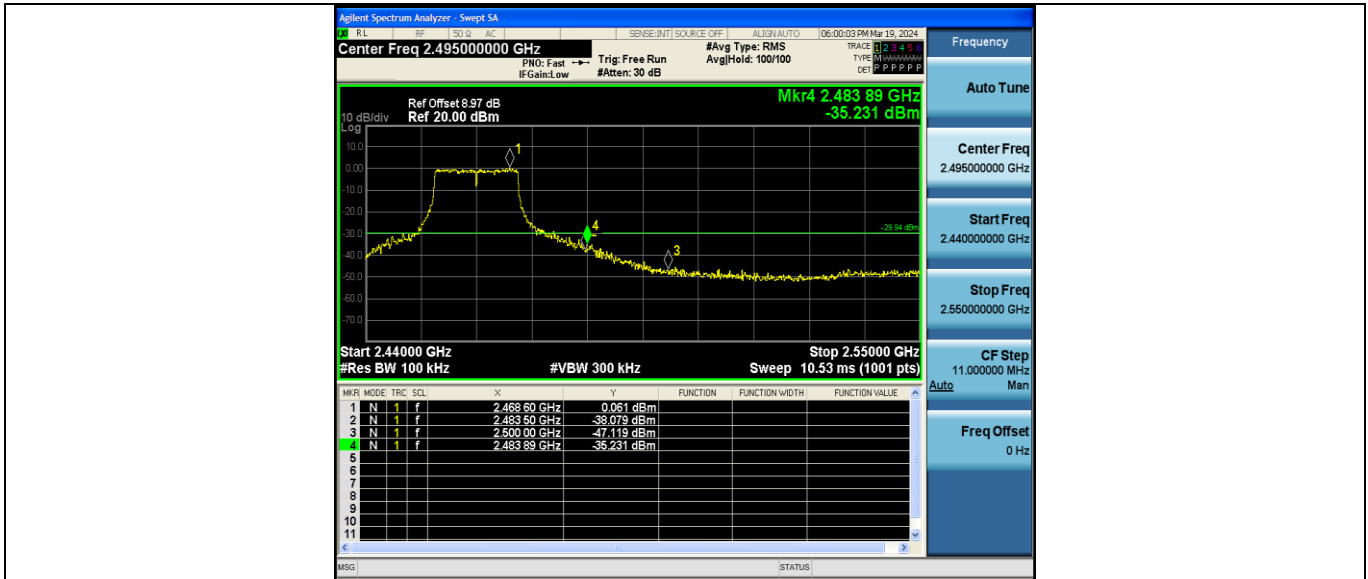 Agilent Spectrum Analyzer - Swept SA
LXI RL RF 50 Ω AC SENSE:INT SOURCE OFF ALIGNAUTO 06:00:03 PM Mar 19, 2024
Center Freq 2.495000000 GHz #Avg Type: RMS TRACE 1 2 3 4 5 6
PNO: Fast Trig: Free Run Avg|Hold: 100/100 TYPE M WWWWW
IFGain:Low #Atten: 30 dB DET P P P P P P
Mkr4 2.483 89 GHz
-35.231 dBm
Ref Offset 8.97 dB
10 dB/div Ref 20.00 dBm
Log
10.0
0.00
-10.0
-20.0
-30.0
-40.0
-50.0
-60.0
-70.0
1
4
3
-29.94 dBm
Start 2.44000 GHz Stop 2.55000 GHz
#Res BW 100 kHz #VBW 300 kHz Sweep 10.53 ms (1001 pts)
MKR MODE TRC SCL X Y FUNCTION FUNCTION WIDTH FUNCTION VALUE
1 N 1 f 2.468 60 GHz 0.061 dBm
2 N 1 f 2.483 50 GHz -38.079 dBm
3 N 1 f 2.500 00 GHz -47.119 dBm
4 N 1 f 2.483 89 GHz -35.231 dBm
5
6
7
8
9
10
11
MSG STATUS
Frequency
Auto Tune
Center Freq
2.495000000 GHz
Start Freq
2.440000000 GHz
Stop Freq
2.550000000 GHz
CF Step
11.000000 MHz
Auto Man
Freq Offset
0 Hz